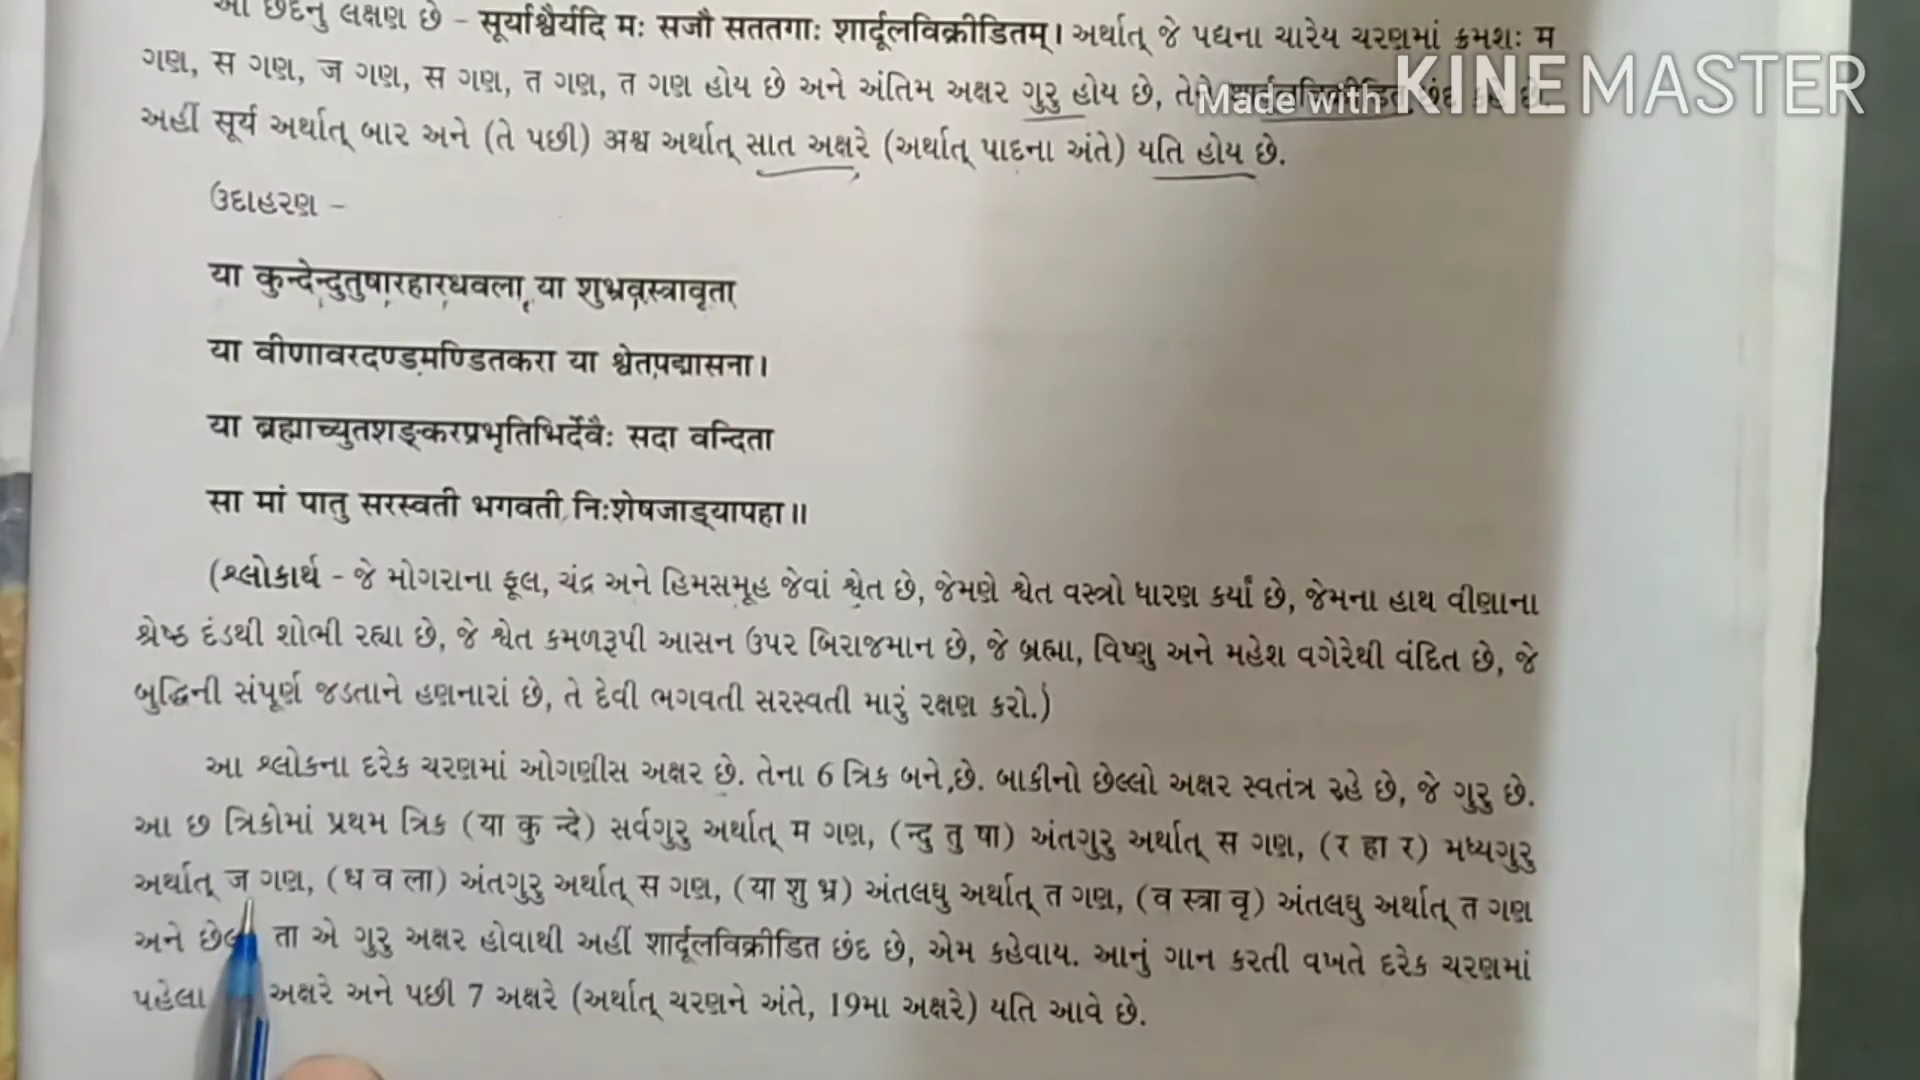 આ છંદનું લક્ષણ છે - सूर्याश्वैर्यदि मः सजौ सततगाः शार्दूलविक्रीडितम्। અર્થાત્ જે પદ્યના ચારેય ચરણમાં ક્રમશઃ મ
ગણ, સ ગણ, જ ગણ, સ ગણ, ત ગણ, ત ગણ હોય છે અને અંતિમ અક્ષર ગુરુ હોય છે,
Made with KINEMASTER
અહીં સૂર્ય અર્થાત્ બાર અને (તે પછી) અશ્વ અર્થાત્ સાત અક્ષરે (અર્થાત્ પાદના અંતે) યતિ હોય છે.
ઉદાહરણ -
या कुन्देन्दुतुषारहारधवला या शुभ्रवस्त्रावृता
या वीणावरदण्डमण्डितकरा या श्वेतपद्मासना।
या ब्रह्माच्युतशङ्करप्रभृतिभिर्देवैः सदा वन्दिता
सा मां पातु सरस्वती भगवती निःशेषजाड्यापहा॥
(શ્લોકાર્થ - જે મોગરાના ફૂલ, ચંદ્ર અને હિમસમૂહ જેવાં શ્વેત છે, જેમણે શ્વેત વસ્ત્રો ધારણ કર્યાં છે, જેમના હાથ વીણાના
શ્રેષ્ઠ દંડથી શોભી રહ્યા છે, જે શ્વેત કમળરૂપી આસન ઉપર બિરાજમાન છે, જે બ્રહ્મા, વિષ્ણુ અને મહેશ વગેરેથી વંદિત છે, જે
બુદ્ધિની સંપૂર્ણ જડતાને હણનારાં છે, તે દેવી ભગવતી સરસ્વતી મારું રક્ષણ કરો.)
આ શ્લોકના દરેક ચરણમાં ઓગણીસ અક્ષર છે. તેના 6 ત્રિક બને છે. બાકીનો છેલ્લો અક્ષર સ્વતંત્ર રહે છે, જે ગુરુ છે.
આ છ ત્રિકોમાં પ્રથમ ત્રિક (या कु न्दे) સર્વગુરુ અર્થાત્ म ગણ, (न्दु तु षा) અંતગુરુ અર્થાત્ स ગણ, (र हा र) મધ્યગુરુ
અર્થાત્ ज ગણ, (ध व ला) અંતગુરુ અર્થાત્ स ગણ, (या शु भ्र) અંતલઘુ અર્થાત્ त ગણ, (व स्त्रा वृ) અંતલઘુ અર્થાત્ त ગણ
અને ता એ ગુરુ અક્ષર હોવાથી અહીં शार्दूलविक्रीडित છંદ છે, એમ કહેવાય. આનું ગાન કરતી વખતે દરેક ચરણમાં
પહેલા અક્ષરે અને પછી 7 અક્ષરે (અર્થાત્ ચરણને અંતે, 19મા અક્ષરે) યતિ આવે છે.